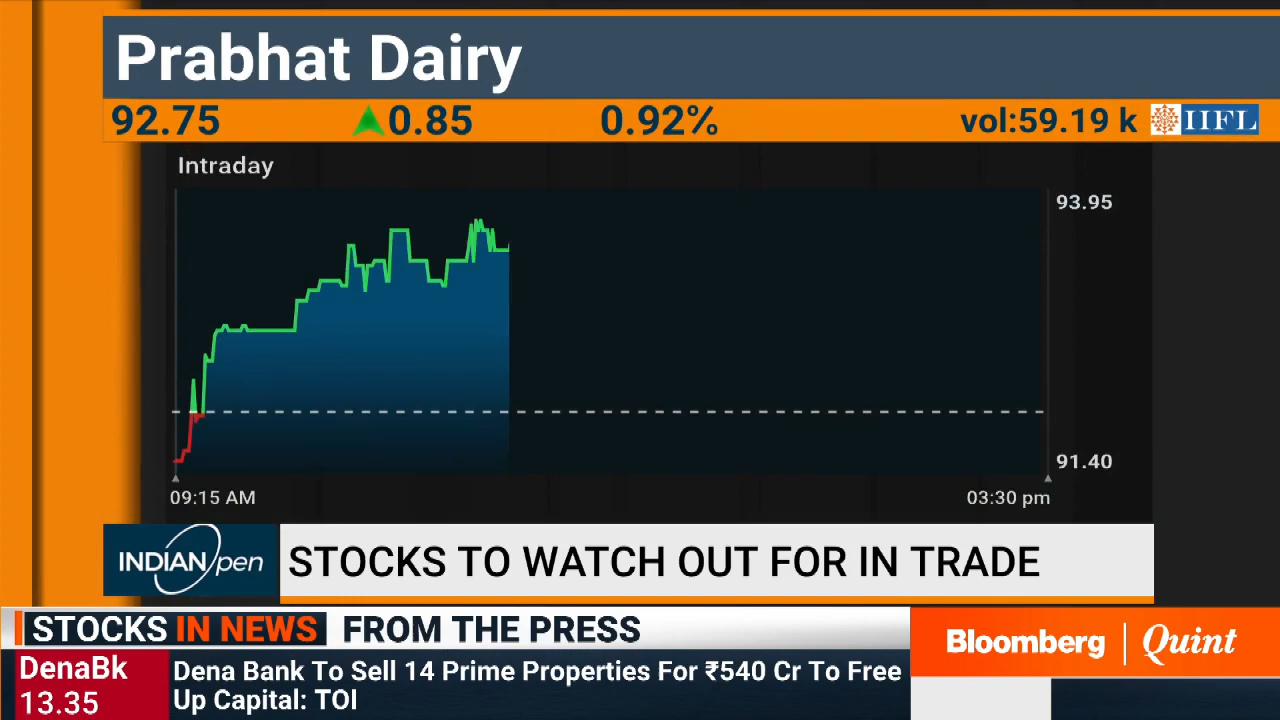 Prabhat Dairy
92.75 0.85 0.92% vol:59.19 k IIFL
Intraday
93.95
91.40
09:15 AM 03:30 pm
INDIAN Open STOCKS TO WATCH OUT FOR IN TRADE
STOCKS IN NEWS FROM THE PRESS
Bloomberg | Quint
DenaBk
13.35
Dena Bank To Sell 14 Prime Properties For ₹540 Cr To Free
Up Capital: TOI